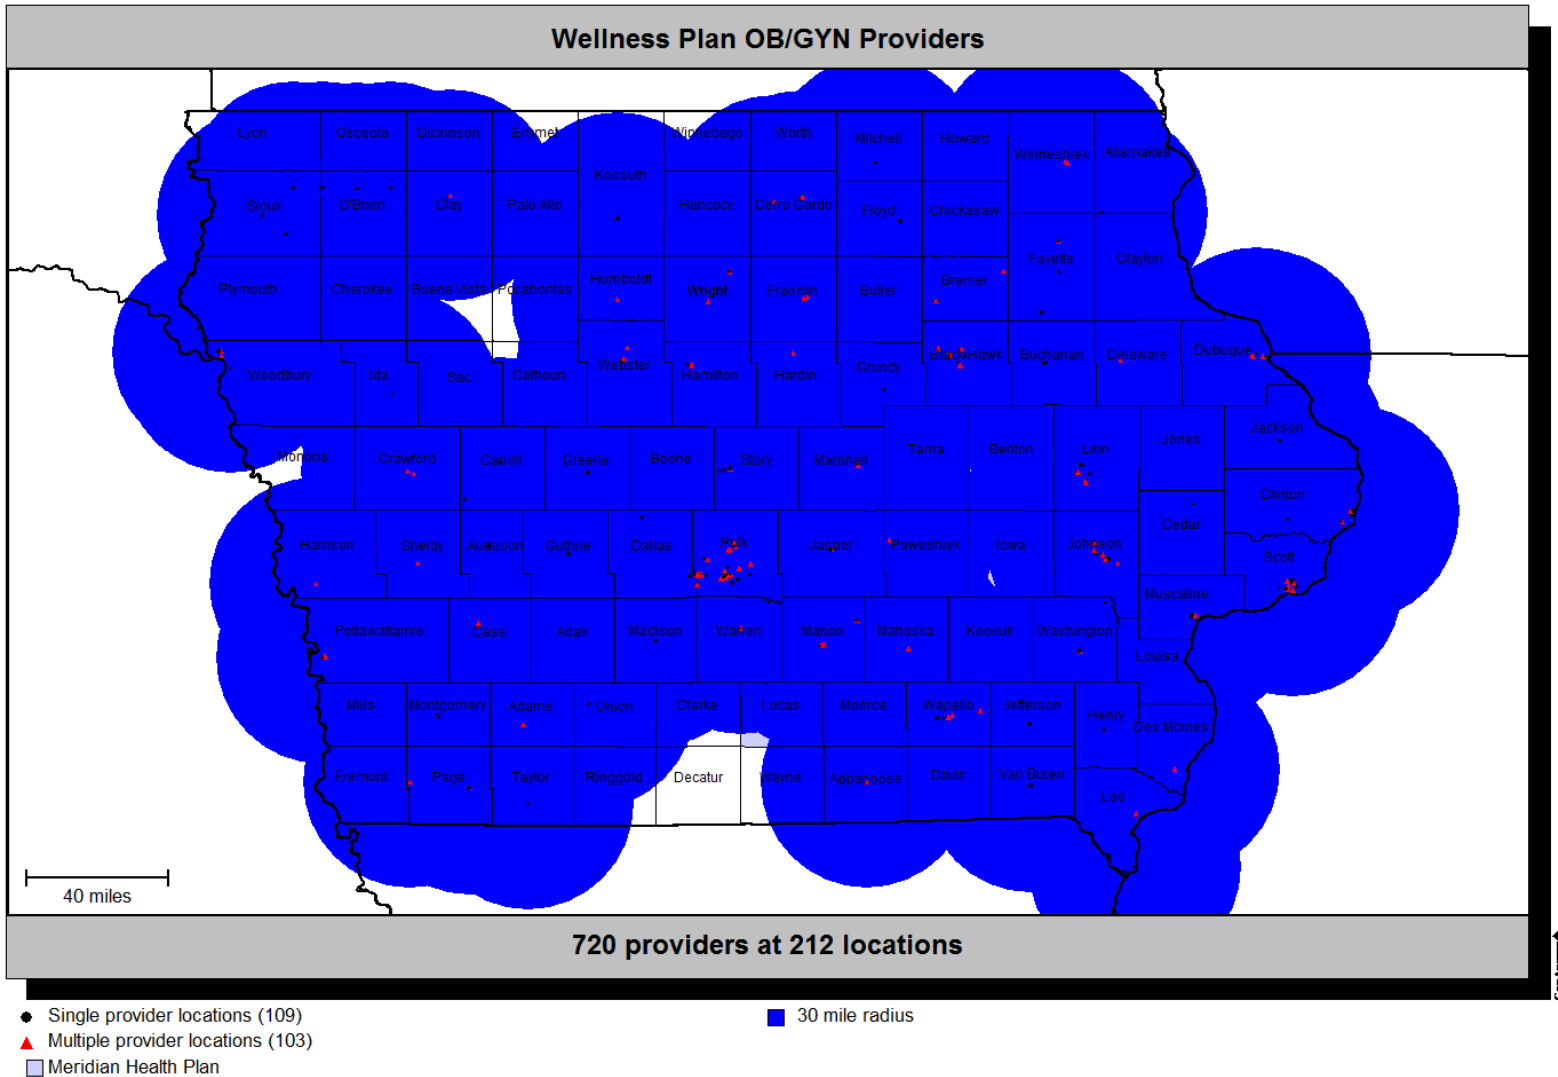 Wellness Plan OB/GYN Providers
Lyon Osceola Dickinson Emmet Winnebago Worth Mitchell Howard Winneshiek Allamakee
Sioux O'Brien Clay Palo Alto Kossuth Hancock Cerro Gordo Floyd Chickasaw
Plymouth Cherokee Buena Vista Pocahontas Humboldt Wright Franklin Butler Bremer Fayette Clayton
Woodbury Ida Sac Calhoun Webster Hamilton Hardin Grundy Black Hawk Buchanan Delaware Dubuque
Monona Crawford Carroll Greene Boone Story Marshall Tama Benton Linn Jones Jackson
Clinton
Harrison Shelby Audubon Guthrie Dallas Polk Jasper Poweshiek Iowa Johnson Cedar Scott
Muscatine
Pottawattamie Cass Adair Madison Warren Marion Mahaska Keokuk Washington Louisa
Mills Montgomery Adams Union Clarke Lucas Monroe Wapello Jefferson Henry Des Moines
Fremont Page Taylor Ringgold Decatur Wayne Appanoose Davis Van Buren Lee
40 miles
720 providers at 212 locations
Single provider locations (109)
30 mile radius
Multiple provider locations (103)
Meridian Health Plan